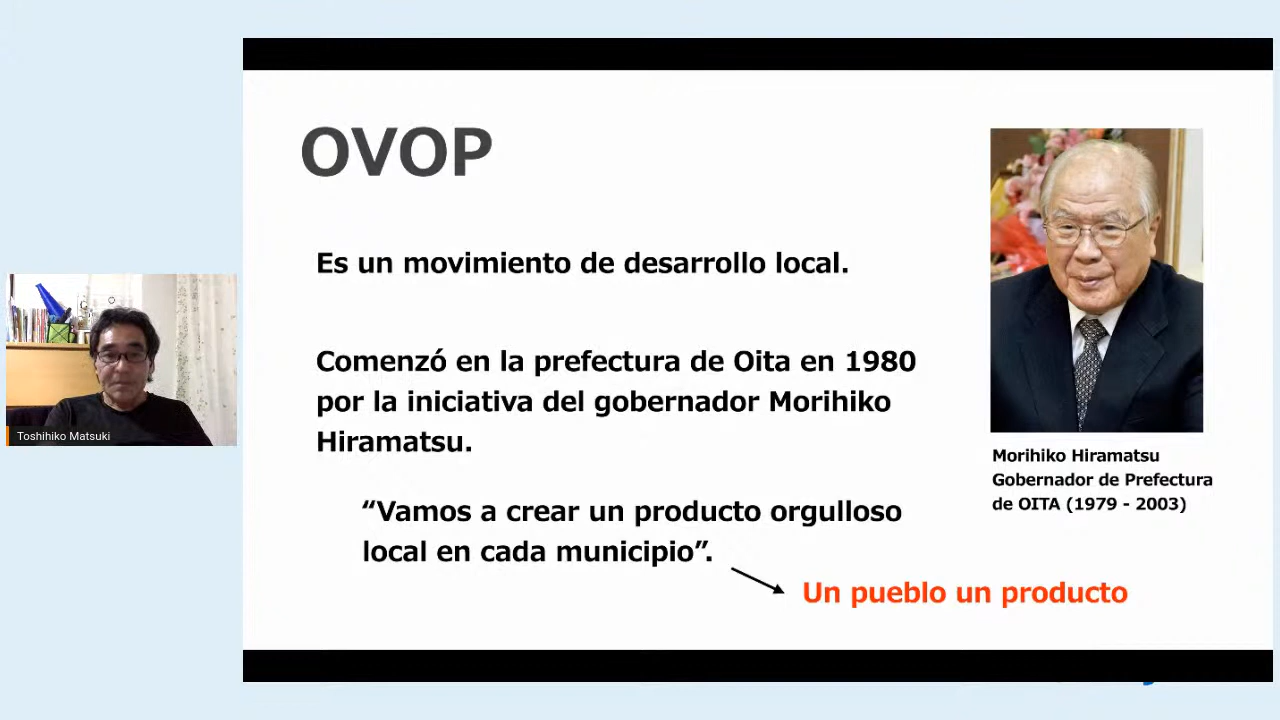 OVOP
Es un movimiento de desarrollo local.
Comenzó en la prefectura de Oita en 1980
por la iniciativa del gobernador Morihiko
Hiramatsu.
“Vamos a crear un producto orgulloso
local en cada municipio”.
Un pueblo un producto
Morihiko Hiramatsu
Gobernador de Prefectura
de OITA (1979 - 2003)
Toshihiko Matsuki